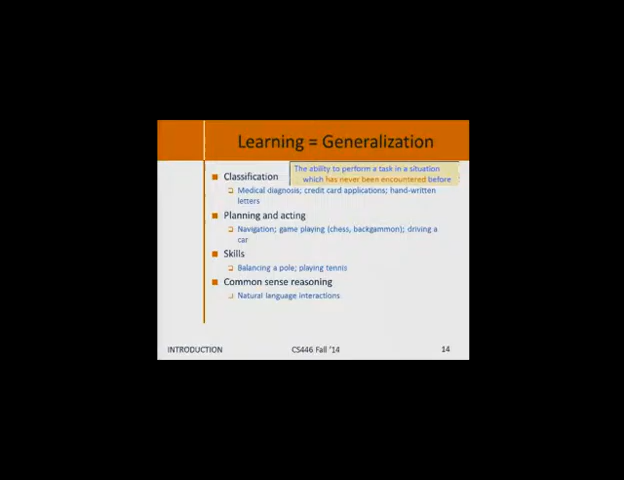 Learning = Generalization
The ability to perform a task in a situation
which has never been encountered before
Classification
Medical diagnosis; credit card applications; hand-written
letters
Planning and acting
Navigation; game playing (chess, backgammon); driving a
car
Skills
Balancing a pole; playing tennis
Common sense reasoning
Natural language interactions
INTRODUCTION
CS446 Fall '14
14